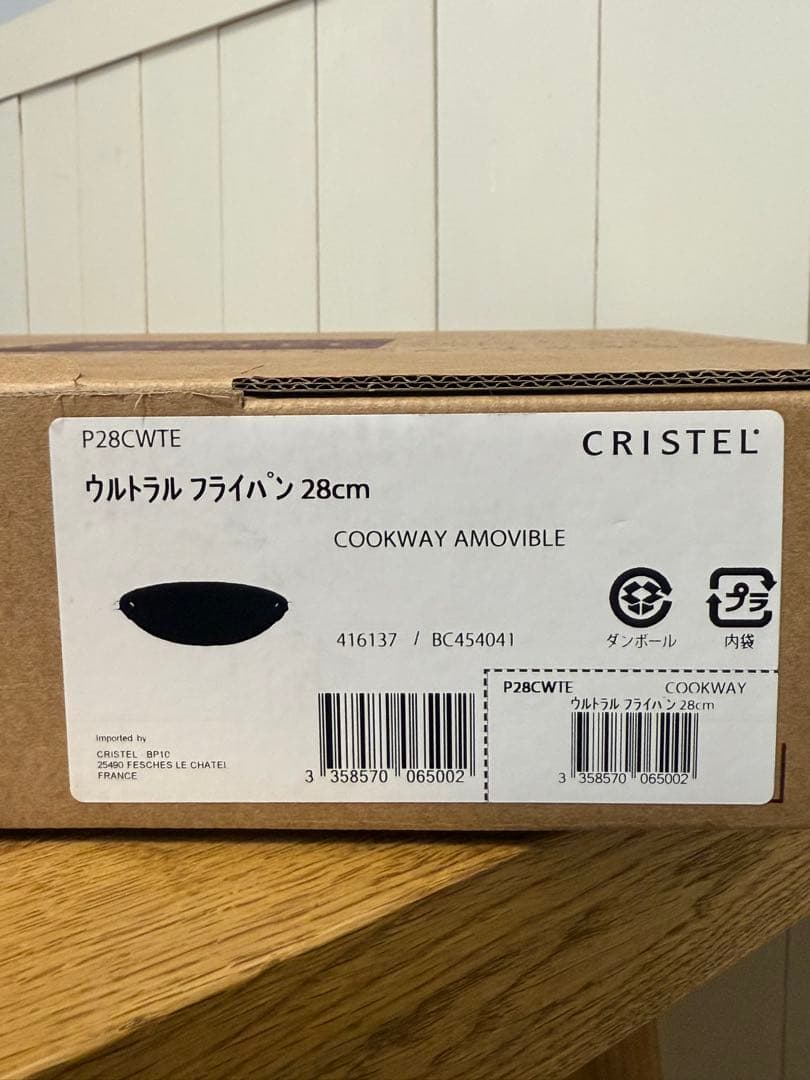 P28CWTE
CRISTEL
ウルトラル フライパン 28cm
COOKWAY AMOVIBLE
プラ
ダンボール
内袋
416137 / BC454041
P28CWTE COOKWAY
ウルトラル フライパン 28cm
Imported by
CRISTEL BP10
25490 FESCHES LE CHATEL
FRANCE
3 358570 065002
3 358570 065002